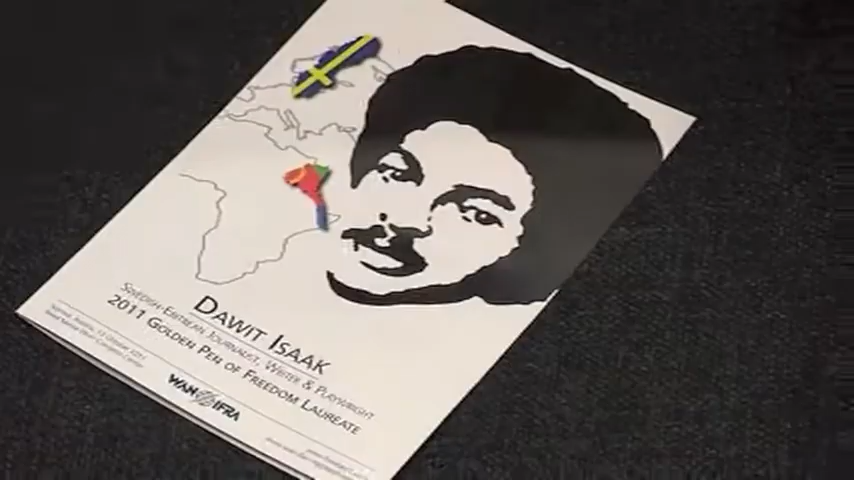 DAWIT ISAAK
SWEDISH-ERITREAN JOURNALIST, WRITER & PLAYWRIGHT
2011 GOLDEN PEN OF FREEDOM LAUREATE
WAN IFRA